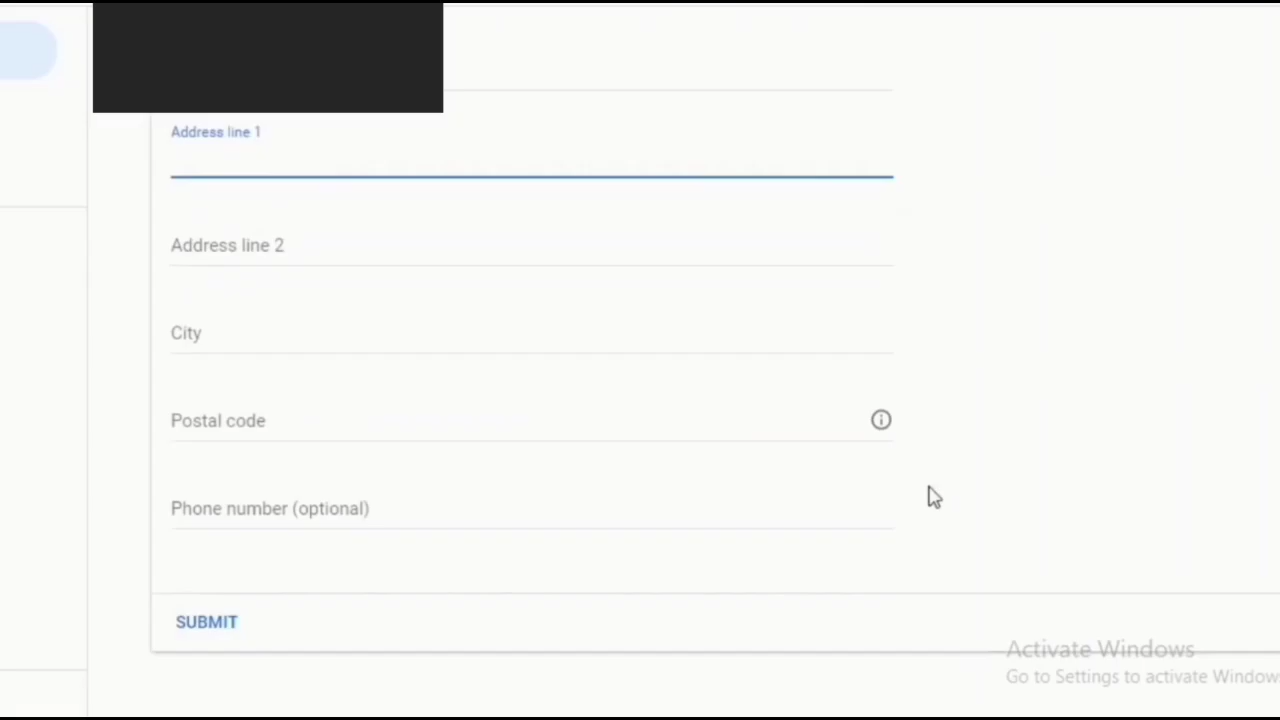 Address line 1
Address line 2
City
Postal code
Phone number (optional)
SUBMIT
Activate Windows
Go to Settings to activate Window